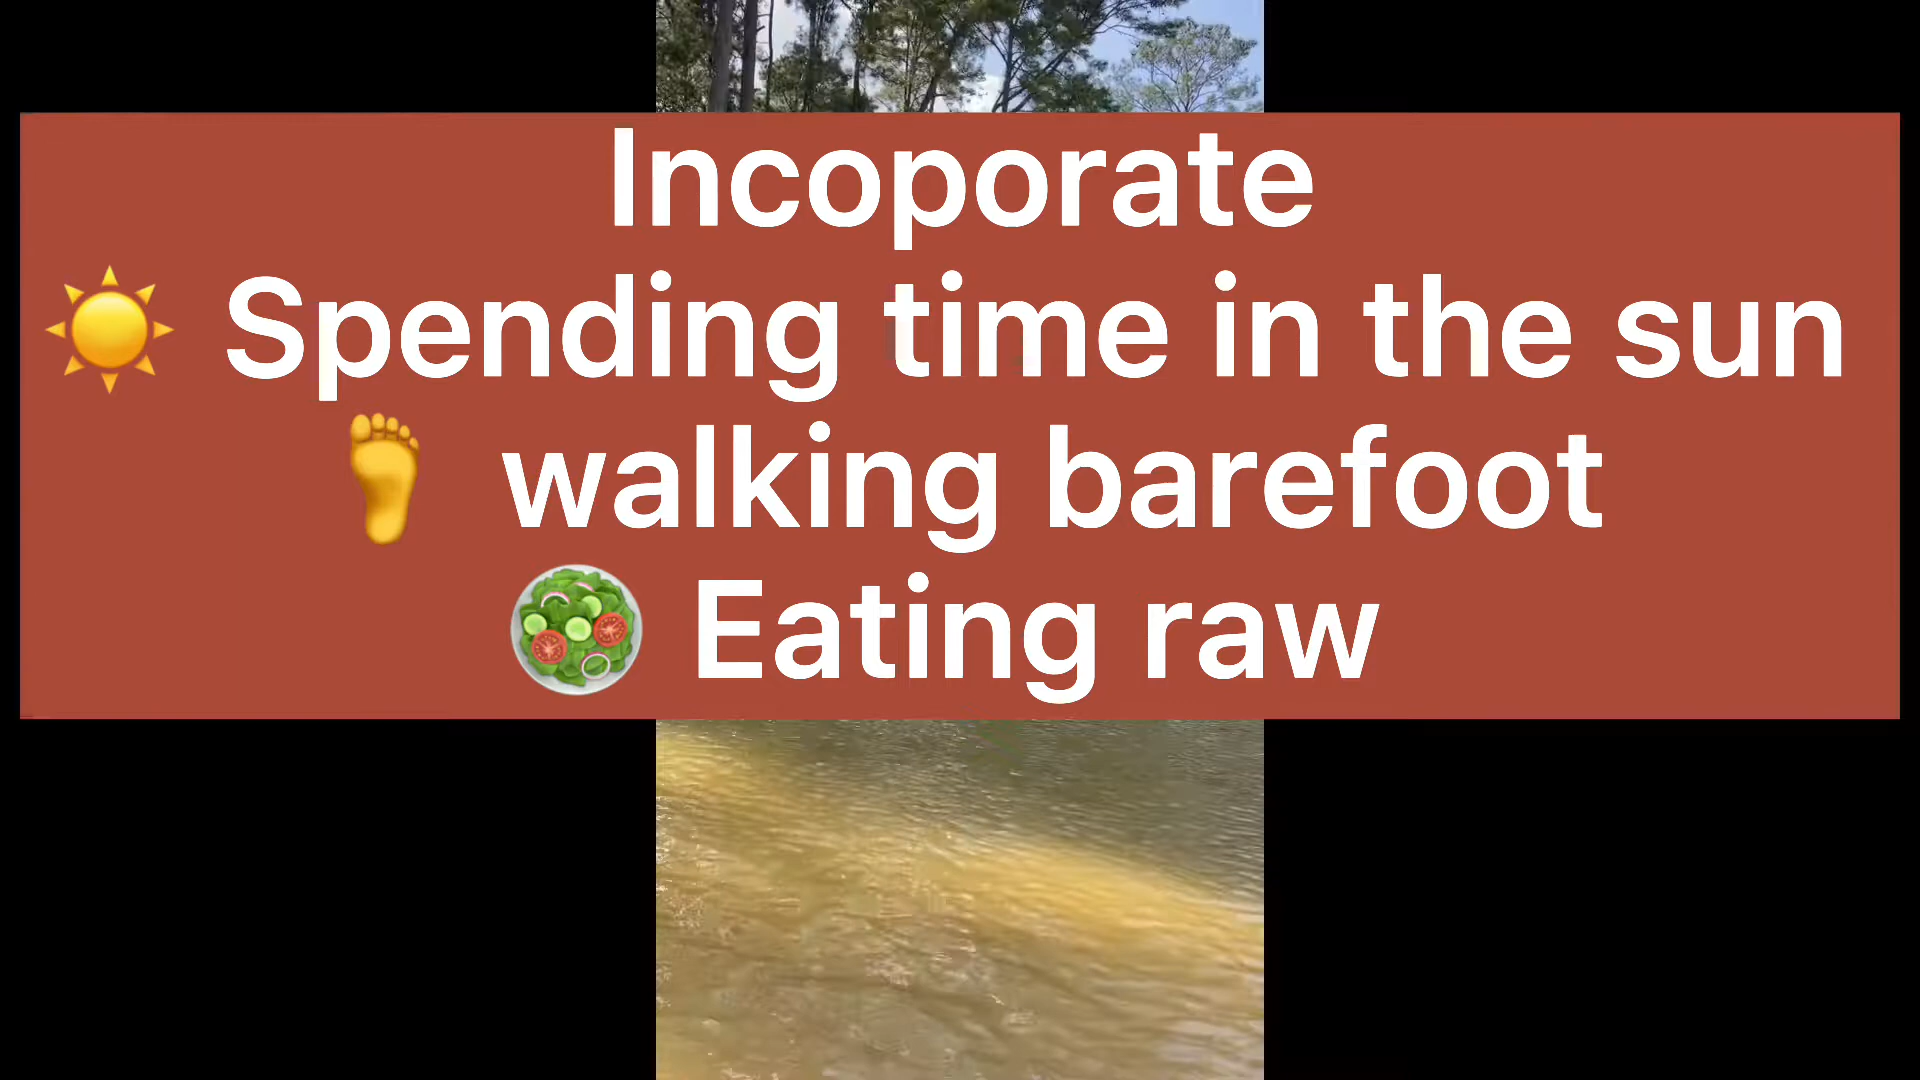 Incoporate
☀️ Spending time in the sun
🦶 walking barefoot
🥗 Eating raw